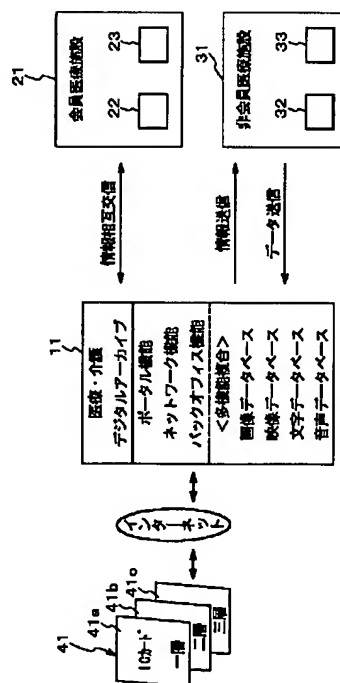 41
41a
41b
41c
ICカード
一層
二層
三層
インターネット
11
医療・介護
デジタルアーカイブ
ポータル機能
ネットワーク機能
バックオフィス機能
<多機能複合>
画像データベース
映像データベース
文字データベース
音声データベース
情報相互交信
情報送信
データ送信
21
会員医療施設
22
23
31
非会員医療施設
32
33